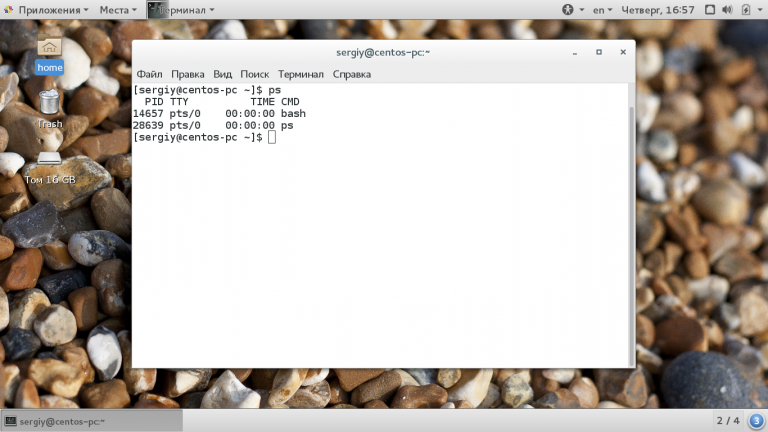 Приложения Места Терминал en Четверг, 16:57
home
Trash
Том 16 GB
sergiy@centos-pc:~
Файл Правка Вид Поиск Терминал Справка
[sergiy@centos-pc ~]$ ps
  PID TTY          TIME CMD
14657 pts/0    00:00:00 bash
28639 pts/0    00:00:00 ps
[sergiy@centos-pc ~]$
sergiy@centos-pc:~ 2 / 4 3